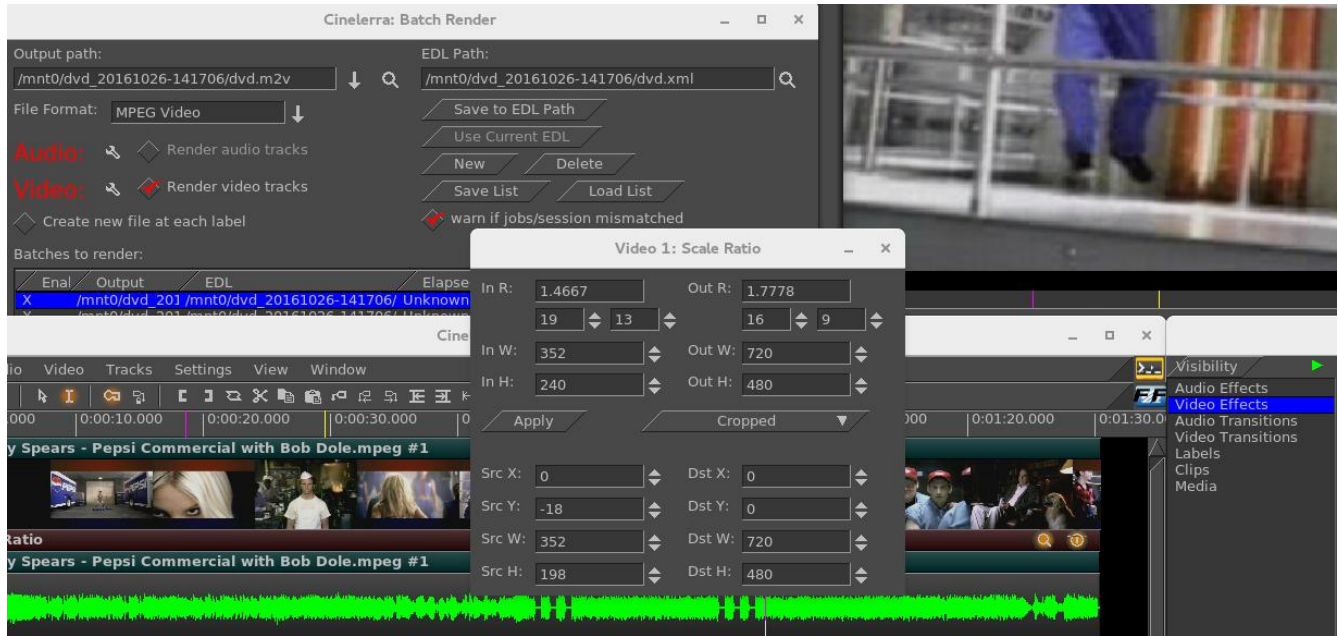 Cinelerra: Batch Render
Output path:
/mnt0/dvd_20161026-141706/dvd.m2v
EDL Path:
/mnt0/dvd_20161026-141706/dvd.xml
File Format: MPEG Video
Save to EDL Path
Use Current EDL
Audio: Render audio tracks
New Delete
Video: Render video tracks
Save List Load List
Create new file at each label
warn if jobs/session mismatched
Batches to render:
Enal Output EDL Elapse
X /mnt0/dvd_201 /mnt0/dvd_20161026-141706/ Unknown
Video 1: Scale Ratio
In R: 1.4667 Out R: 1.7778
19 13 16 9
In W: 352 Out W: 720
In H: 240 Out H: 480
Apply Cropped
Src X: 0 Dst X: 0
Src Y: -18 Dst Y: 0
Src W: 352 Dst W: 720
Src H: 198 Dst H: 480
Cine
io Video Tracks Settings View Window
FF
.000 0:00:10.000 0:00:20.000 0:00:30.000 0 000 0:01:20.000 0:01:30.0
y Spears - Pepsi Commercial with Bob Dole.mpeg #1
Ratio
y Spears - Pepsi Commercial with Bob Dole.mpeg #1
Visibility
Audio Effects
Video Effects
Audio Transitions
Video Transitions
Labels
Clips
Media